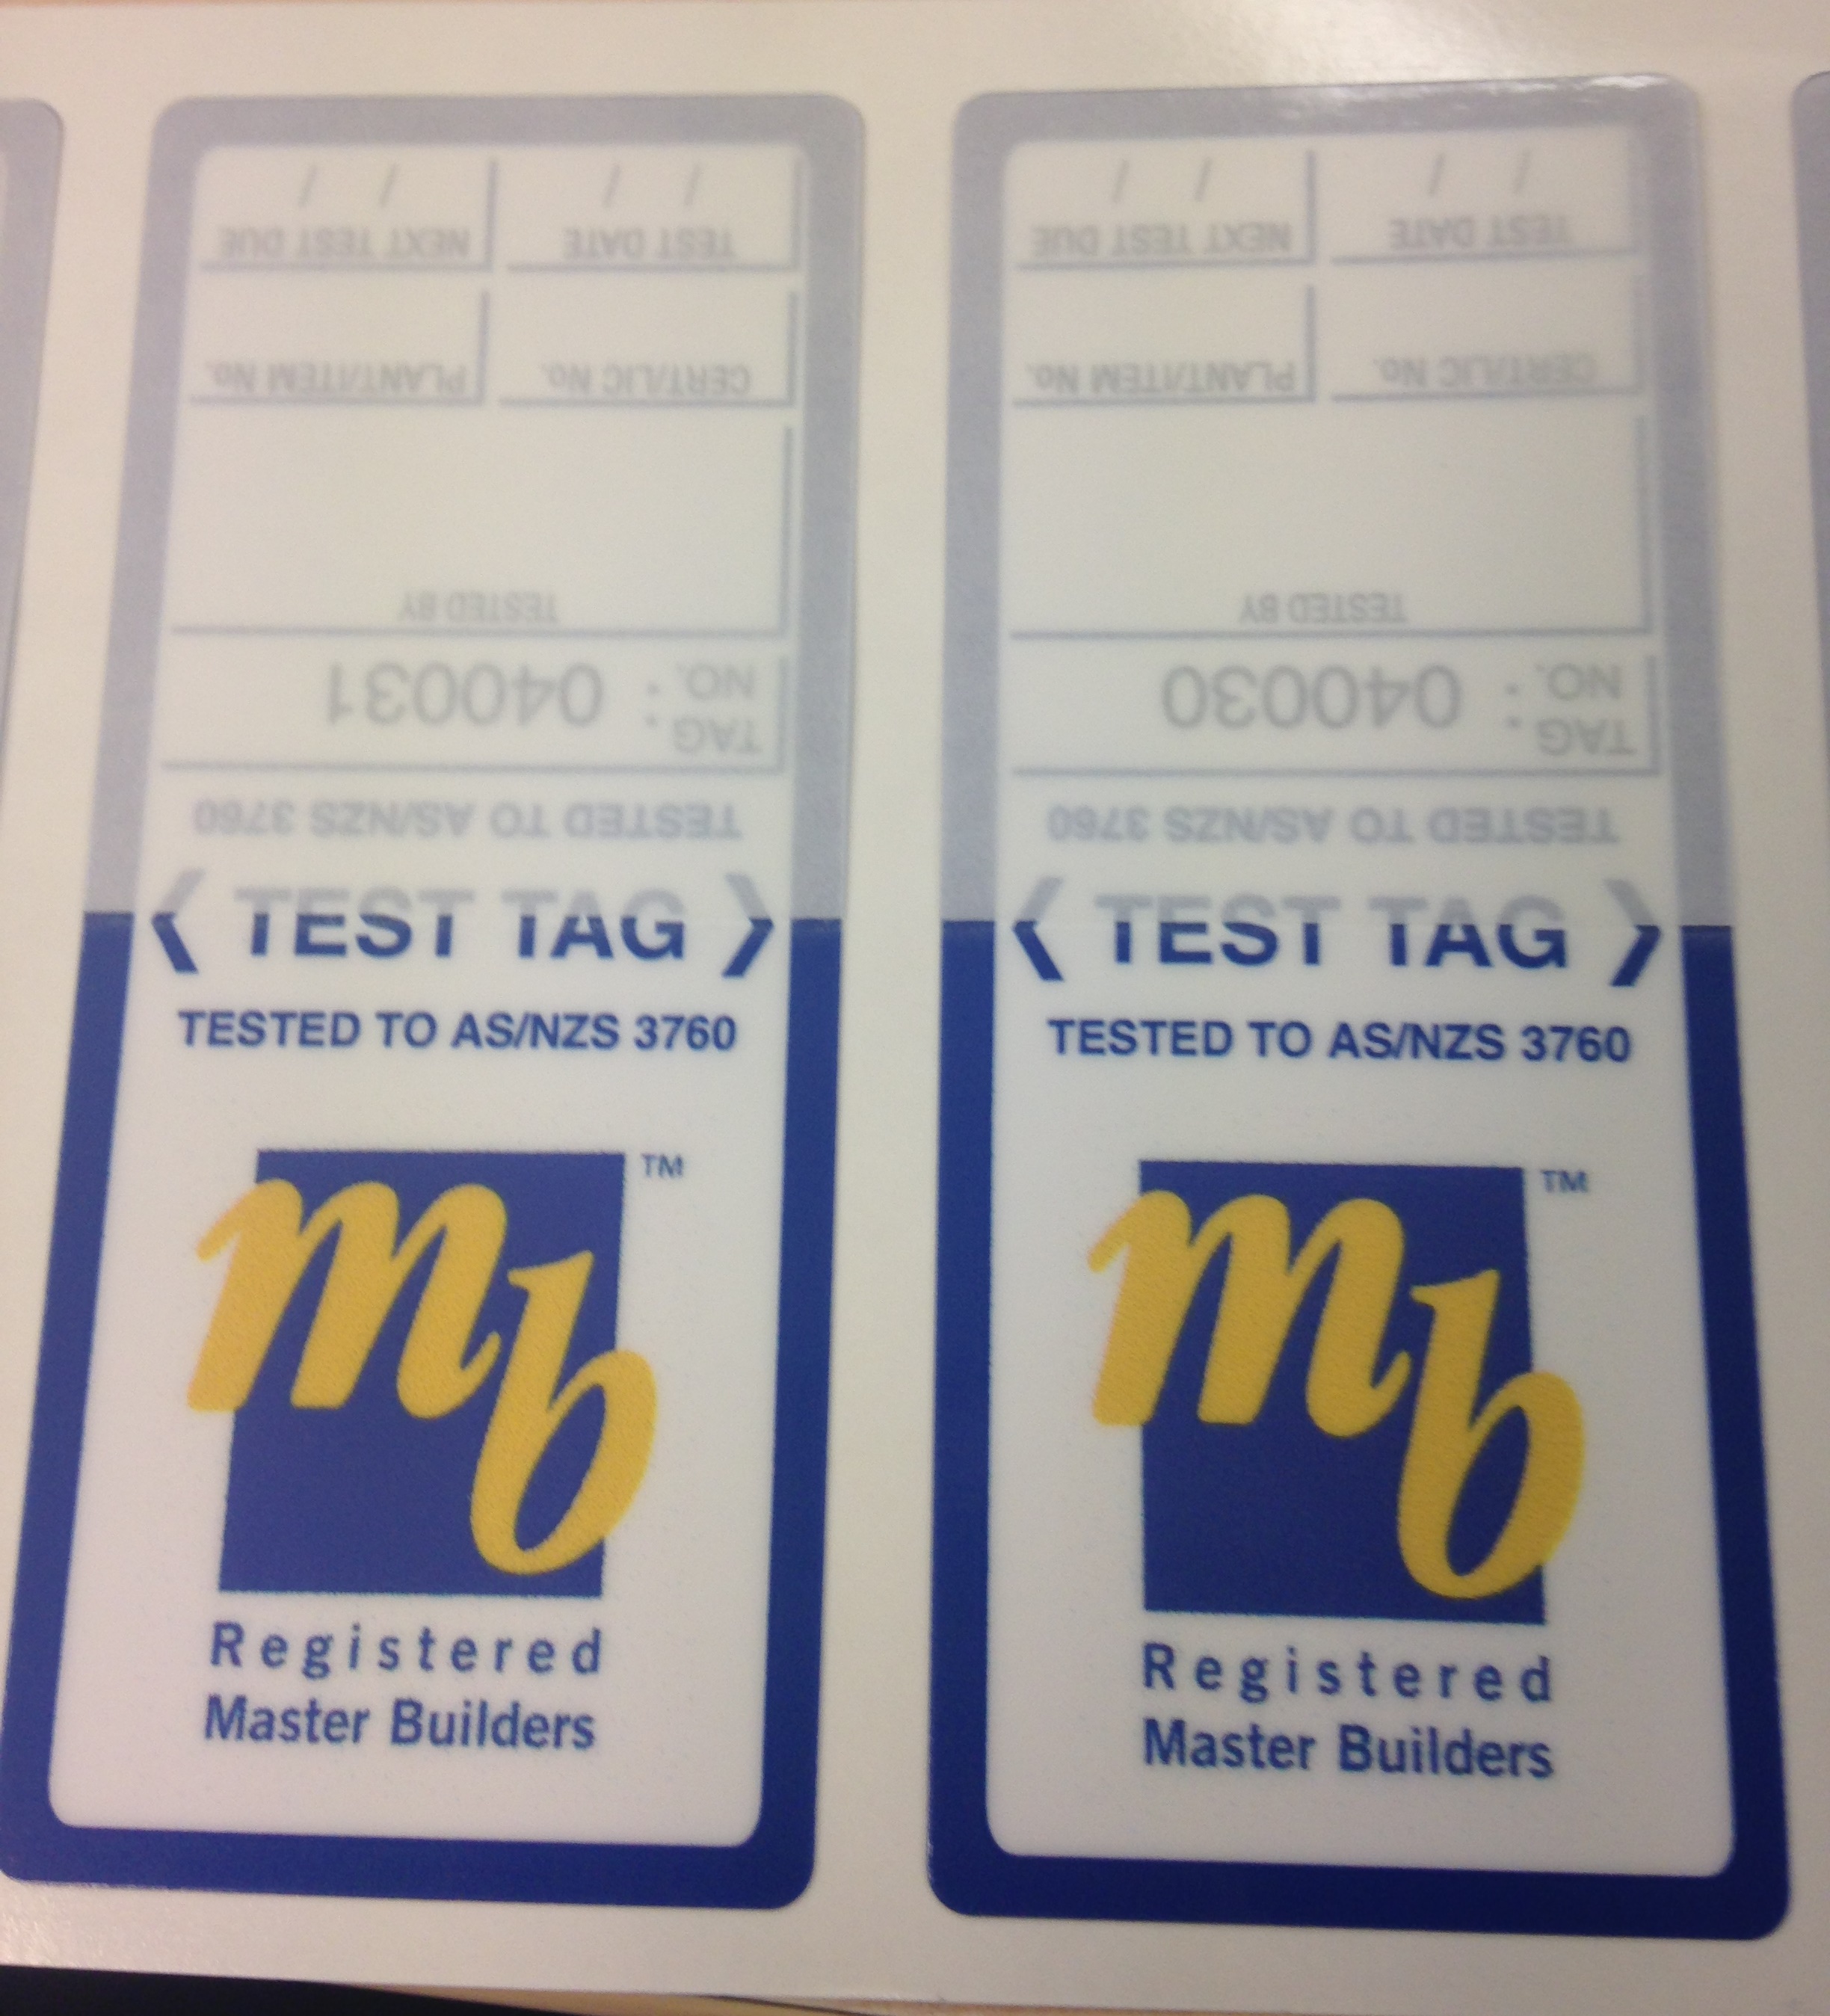 NEXT TEST DUE
/ /
TEST DATE
/ /
PLANT/ITEM No.
CERT/LIC No.
TESTED BY
TAG NO. : 040031
TESTED TO AS/NZS 3760
TEST TAG
TESTED TO AS/NZS 3760
mb TM
Registered
Master Builders
NEXT TEST DUE
/ /
TEST DATE
/ /
PLANT/ITEM No.
CERT/LIC No.
TESTED BY
TAG NO. : 040030
TESTED TO AS/NZS 3760
TEST TAG
TESTED TO AS/NZS 3760
mb TM
Registered
Master Builders